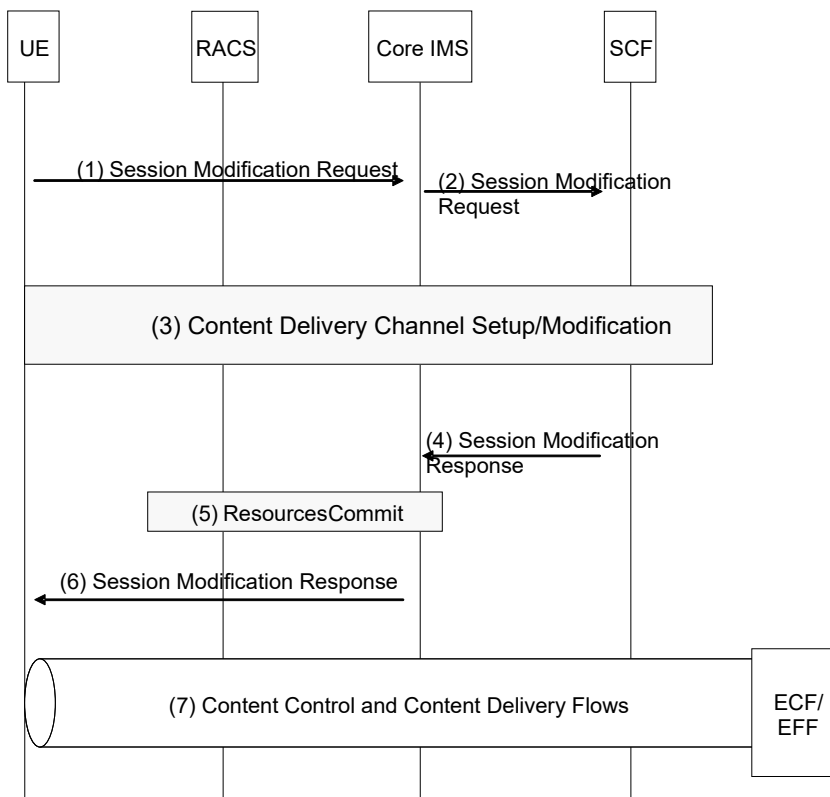 UE
RACS
Core IMS
SCF
(1) Session Modification Request
(2) Session Modification
Request
(3) Content Delivery Channel Setup/Modification
(4) Session Modification
Response
(5) ResourcesCommit
(6) Session Modification Response
(7) Content Control and Content Delivery Flows
ECF/
EFF